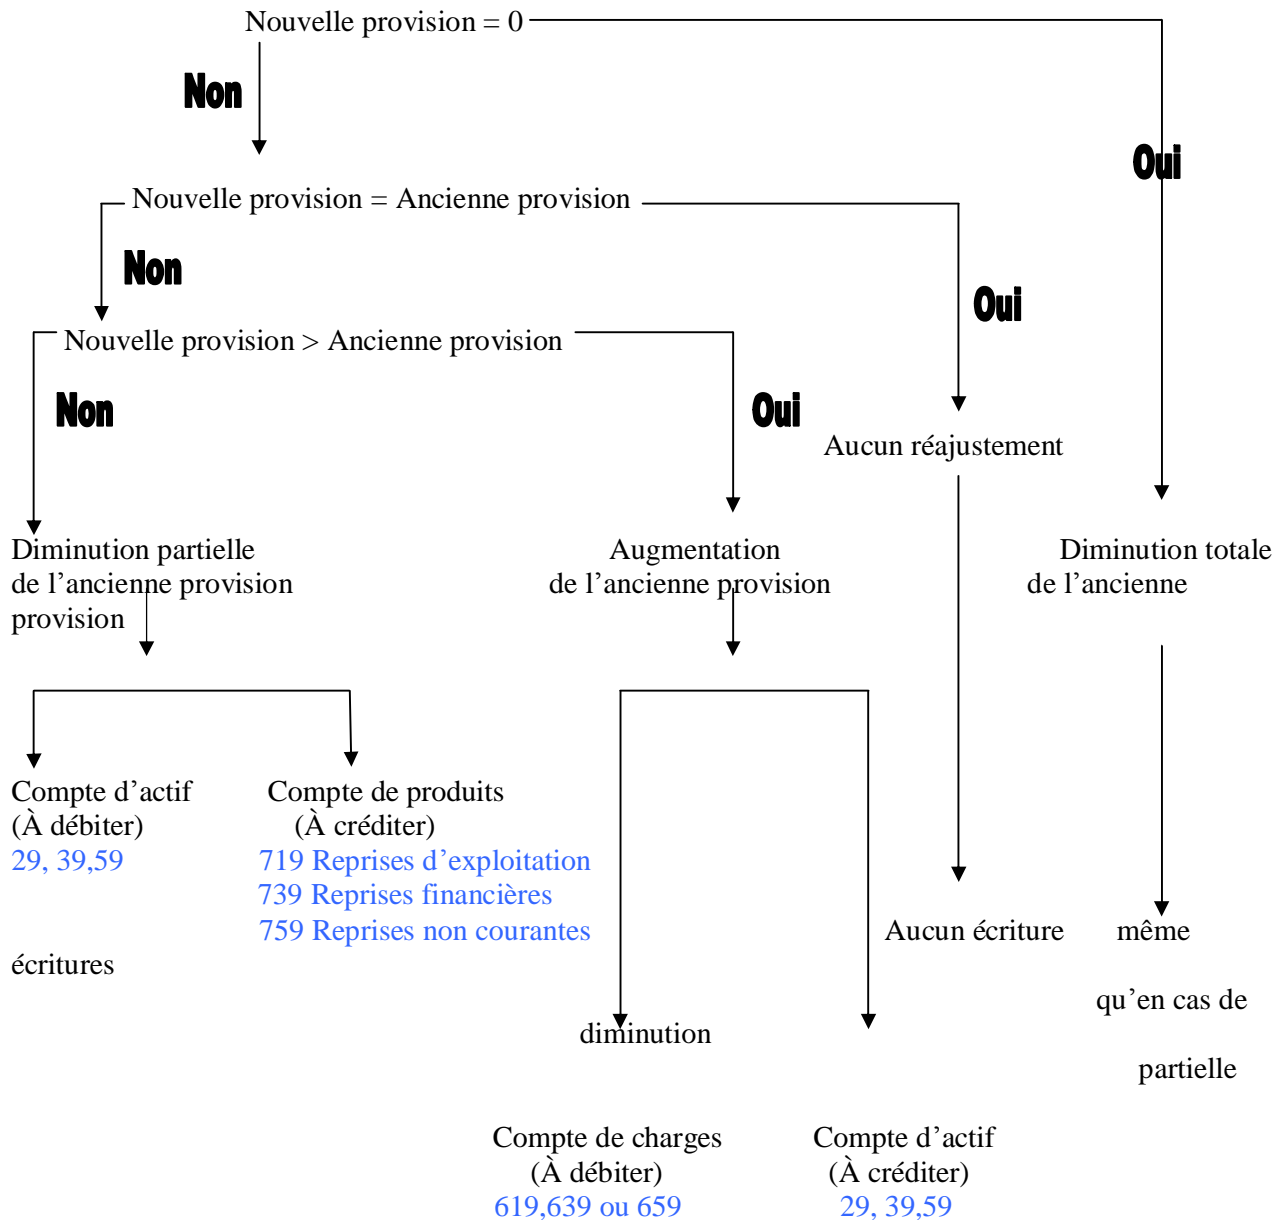 Nouvelle provision = 0
Non
Oui
Nouvelle provision = Ancienne provision
Non
Oui
Nouvelle provision > Ancienne provision
Non
Oui
Aucun réajustement
Diminution partielle
de l’ancienne provision
provision
Augmentation
de l’ancienne provision
Diminution totale
de l’ancienne
Compte d’actif
(À débiter)
29, 39,59
Compte de produits
(À créditer)
719 Reprises d’exploitation
739 Reprises financières
759 Reprises non courantes
Aucun écriture
même
écritures
qu’en cas de
diminution
partielle
Compte de charges
(À débiter)
619,639 ou 659
Compte d’actif
(À créditer)
29, 39,59